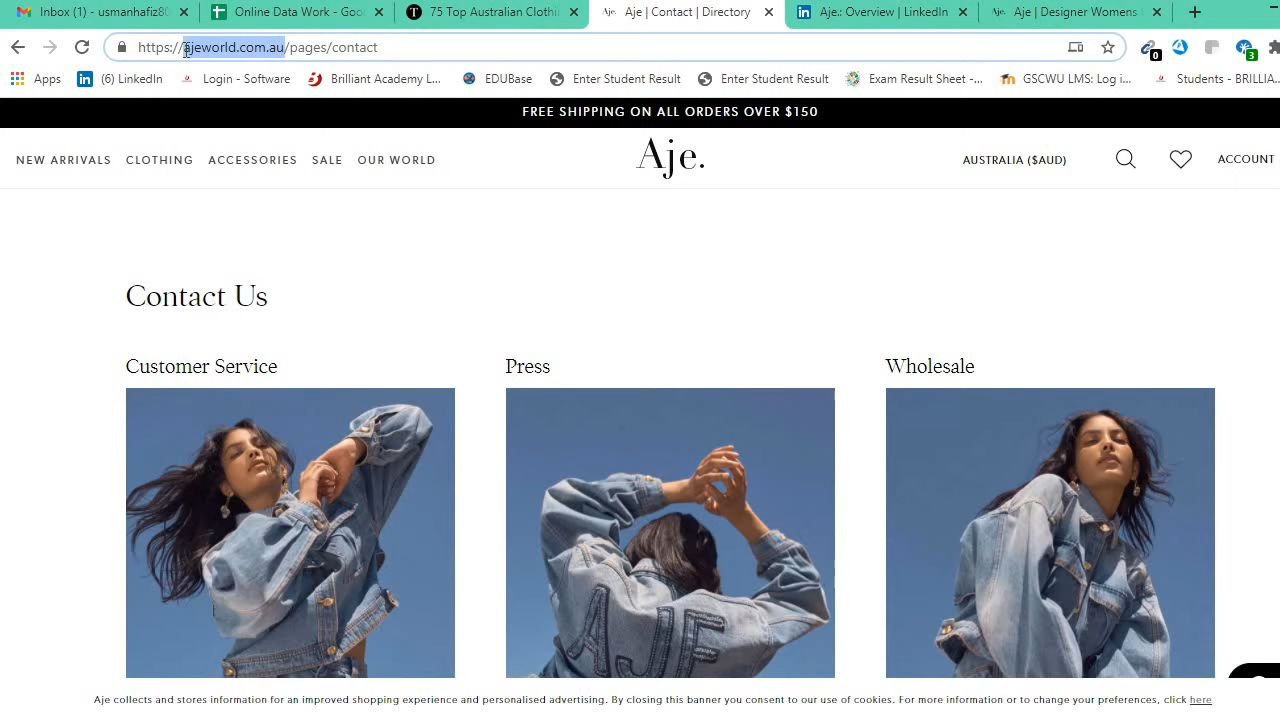 Inbox (1) - usmanhafiz80
Online Data Work - Goo
75 Top Australian Clothi
Aje | Contact | Directory
Aje.: Overview | LinkedIn
Aje | Designer Womens
https://ajeworld.com.au/pages/contact
0
3
Apps
(6) LinkedIn
Login - Software
Brilliant Academy L...
EDUBase
Enter Student Result
Enter Student Result
Exam Result Sheet -...
GSCWU LMS: Log i...
Students - BRILLIA...
FREE SHIPPING ON ALL ORDERS OVER $150
NEW ARRIVALS CLOTHING ACCESSORIES SALE OUR WORLD
Aje.
AUSTRALIA ($AUD)
ACCOUNT
Contact Us
Customer Service
Press
Wholesale
AJE
Aje collects and stores information for an improved shopping experience and personalised advertising. By closing this banner you consent to our use of cookies. For more information or to change your preferences, click here